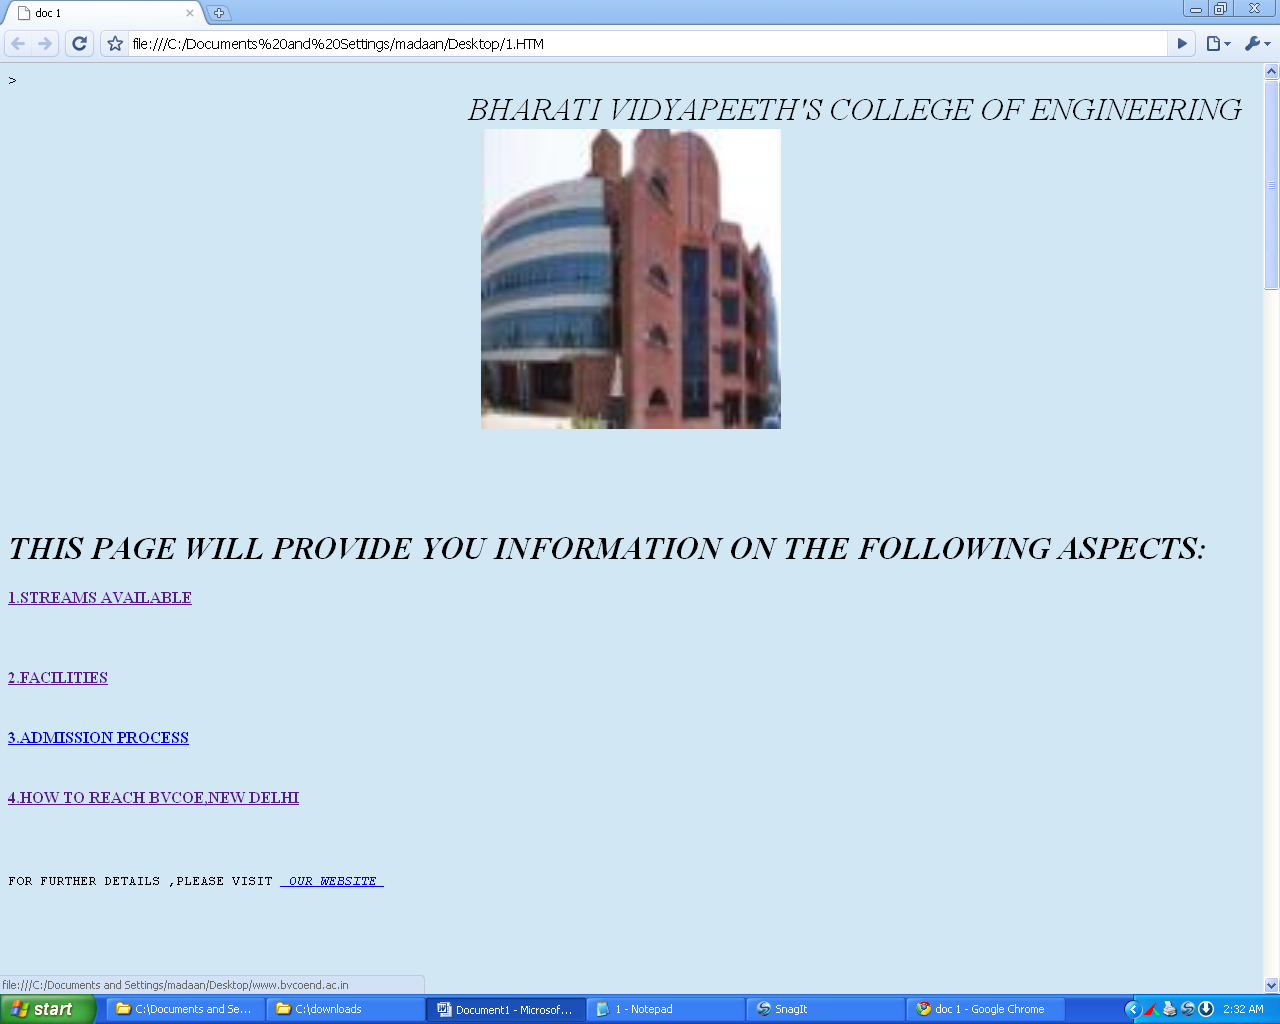 doc 1
file:///C:/Documents%20and%20Settings/madaan/Desktop/1.HTM
>
BHARATI VIDYAPEETH'S COLLEGE OF ENGINEERING
THIS PAGE WILL PROVIDE YOU INFORMATION ON THE FOLLOWING ASPECTS:
1.STREAMS AVAILABLE
2.FACILITIES
3.ADMISSION PROCESS
4.HOW TO REACH BVCOE,NEW DELHI
FOR FURTHER DETAILS ,PLEASE VISIT OUR WEBSITE
file:///C:/Documents and Settings/madaan/Desktop/www.bvcoend.ac.in
start C:\Documents and Se... C:\downloads Document1 - Microsof... 1 - Notepad SnagIt doc 1 - Google Chrome 2:32 AM